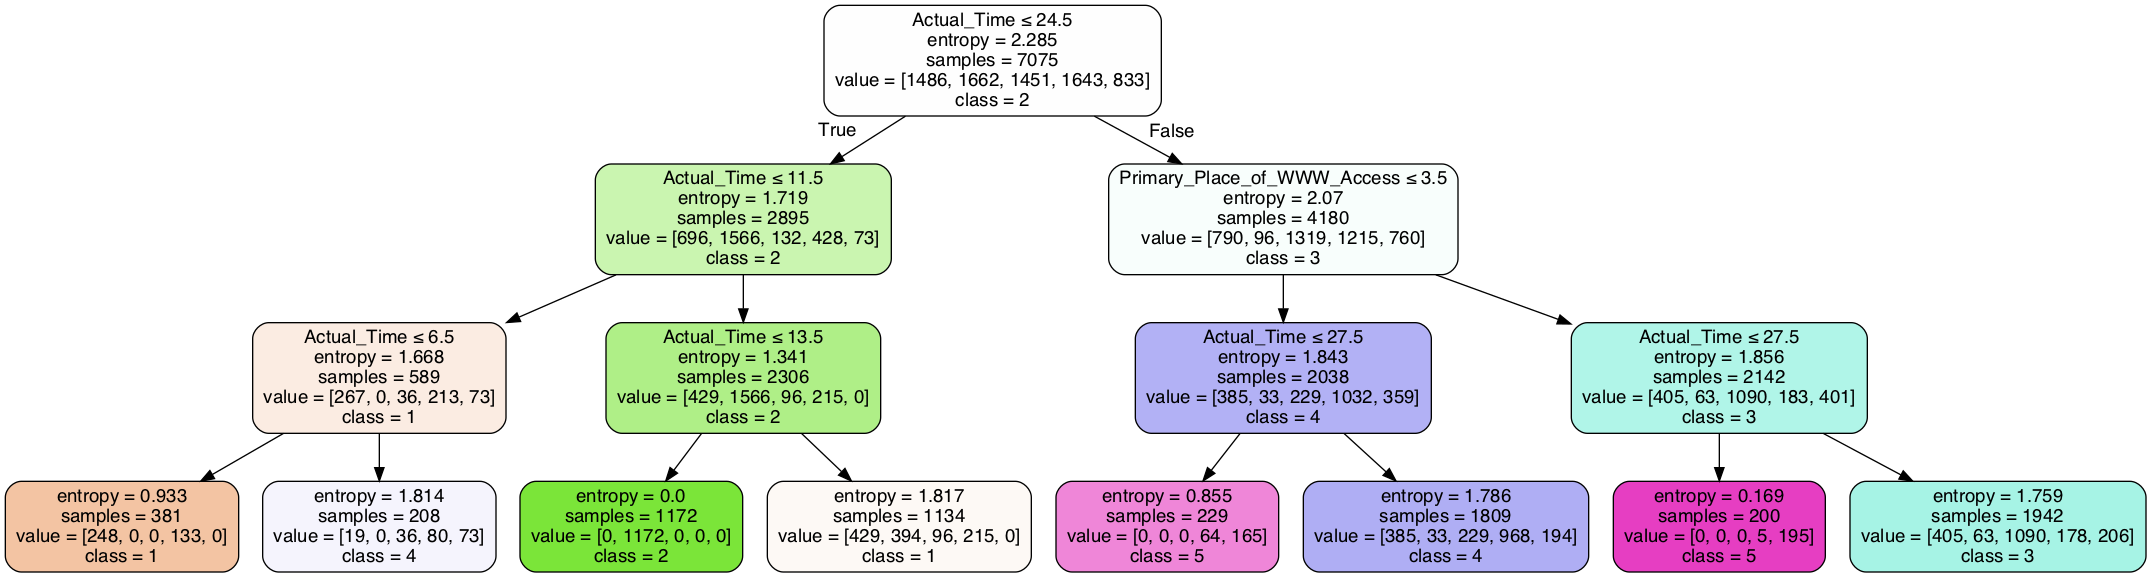 Actual_Time ≤ 24.5
entropy = 2.285
samples = 7075
value = [1486, 1662, 1451, 1643, 833]
class = 2
True
False
Actual_Time ≤ 11.5
entropy = 1.719
samples = 2895
value = [696, 1566, 132, 428, 73]
class = 2
Primary_Place_of_WWW_Access ≤ 3.5
entropy = 2.07
samples = 4180
value = [790, 96, 1319, 1215, 760]
class = 3
Actual_Time ≤ 6.5
entropy = 1.668
samples = 589
value = [267, 0, 36, 213, 73]
class = 1
Actual_Time ≤ 13.5
entropy = 1.341
samples = 2306
value = [429, 1566, 96, 215, 0]
class = 2
Actual_Time ≤ 27.5
entropy = 1.843
samples = 2038
value = [385, 33, 229, 1032, 359]
class = 4
Actual_Time ≤ 27.5
entropy = 1.856
samples = 2142
value = [405, 63, 1090, 183, 401]
class = 3
entropy = 0.933
samples = 381
value = [248, 0, 0, 133, 0]
class = 1
entropy = 1.814
samples = 208
value = [19, 0, 36, 80, 73]
class = 4
entropy = 0.0
samples = 1172
value = [0, 1172, 0, 0, 0]
class = 2
entropy = 1.817
samples = 1134
value = [429, 394, 96, 215, 0]
class = 1
entropy = 0.855
samples = 229
value = [0, 0, 0, 64, 165]
class = 5
entropy = 1.786
samples = 1809
value = [385, 33, 229, 968, 194]
class = 4
entropy = 0.169
samples = 200
value = [0, 0, 0, 5, 195]
class = 5
entropy = 1.759
samples = 1942
value = [405, 63, 1090, 178, 206]
class = 3